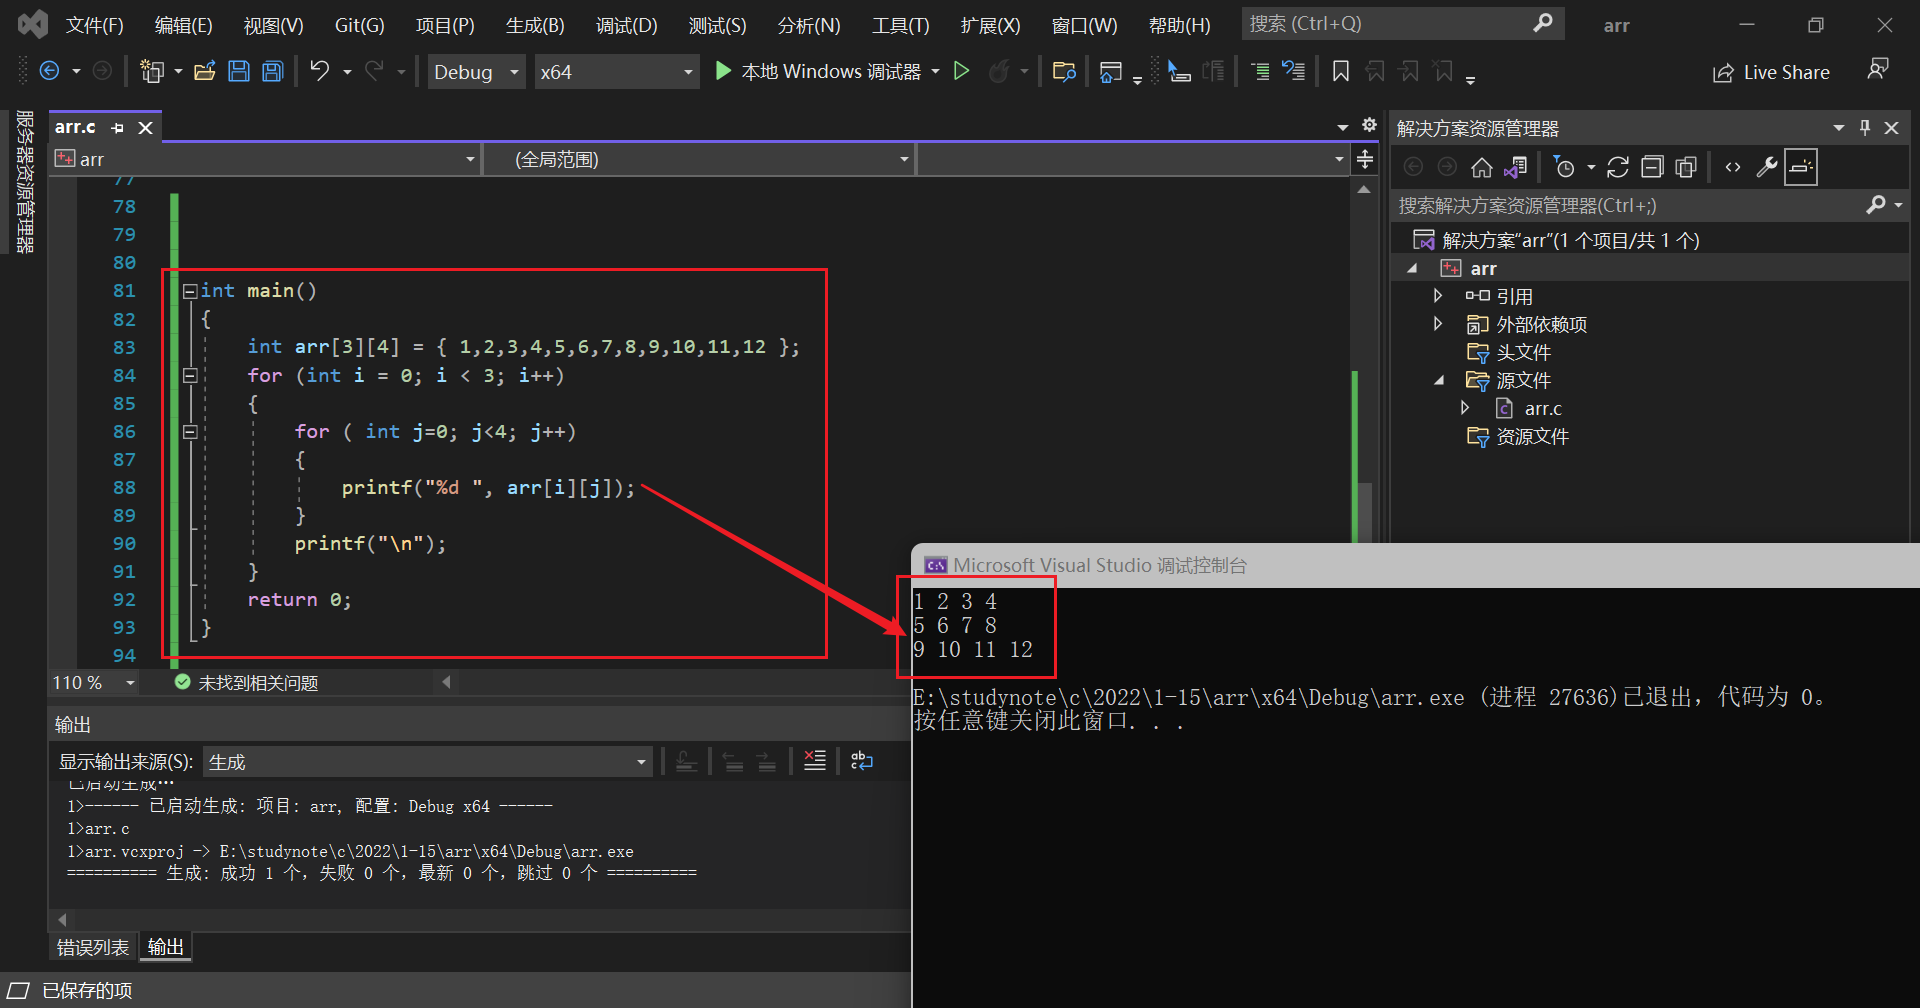 文件(F) 编辑(E) 视图(V) Git(G) 项目(P) 生成(B) 调试(D) 测试(S) 分析(N) 工具(T) 扩展(X) 窗口(W) 帮助(H) 搜索 (Ctrl+Q) arr
Debug x64 本地 Windows 调试器 Live Share
服务器资源管理器
arr.c
arr (全局范围)
77
78
79
80
81 int main()
82 {
83 int arr[3][4] = { 1,2,3,4,5,6,7,8,9,10,11,12 };
84 for (int i = 0; i < 3; i++)
85 {
86 for ( int j=0; j<4; j++)
87 {
88 printf("%d ", arr[i][j]);
89 }
90 printf("\n");
91 }
92 return 0;
93 }
94
110 % 未找到相关问题
输出
显示输出来源(S): 生成
已启动生成...
1>------ 已启动生成: 项目: arr, 配置: Debug x64 ------
1>arr.c
1>arr.vcxproj -> E:\studynote\c\2022\1-15\arr\x64\Debug\arr.exe
========== 生成: 成功 1 个，失败 0 个，最新 0 个，跳过 0 个 ==========
错误列表 输出
已保存的项
解决方案资源管理器
搜索解决方案资源管理器(Ctrl+;)
解决方案“arr”(1 个项目/共 1 个)
arr
引用
外部依赖项
头文件
源文件
arr.c
资源文件
Microsoft Visual Studio 调试控制台
1 2 3 4
5 6 7 8
9 10 11 12
E:\studynote\c\2022\1-15\arr\x64\Debug\arr.exe (进程 27636)已退出，代码为 0。
按任意键关闭此窗口. . .